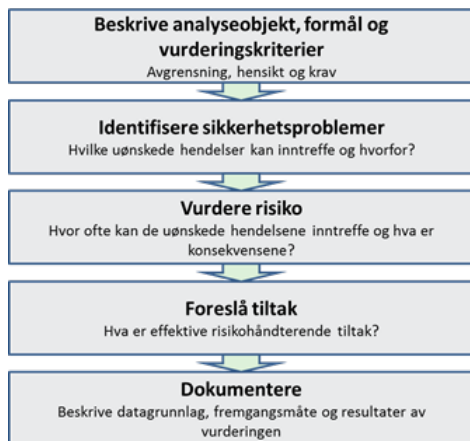 Beskrive analyseobjekt, formål og
vurderingskriterier
Avgrensning, hensikt og krav
Identifisere sikkerhetsproblemer
Hvilke uønskede hendelser kan inntreffe og hvorfor?
Vurdere risiko
Hvor ofte kan de uønskede hendelsene inntreffe og hva er
konsekvensene?
Foreslå tiltak
Hva er effektive risikohåndterende tiltak?
Dokumentere
Beskrive datagrunnlag, fremgangsmåte og resultater av
vurderingen